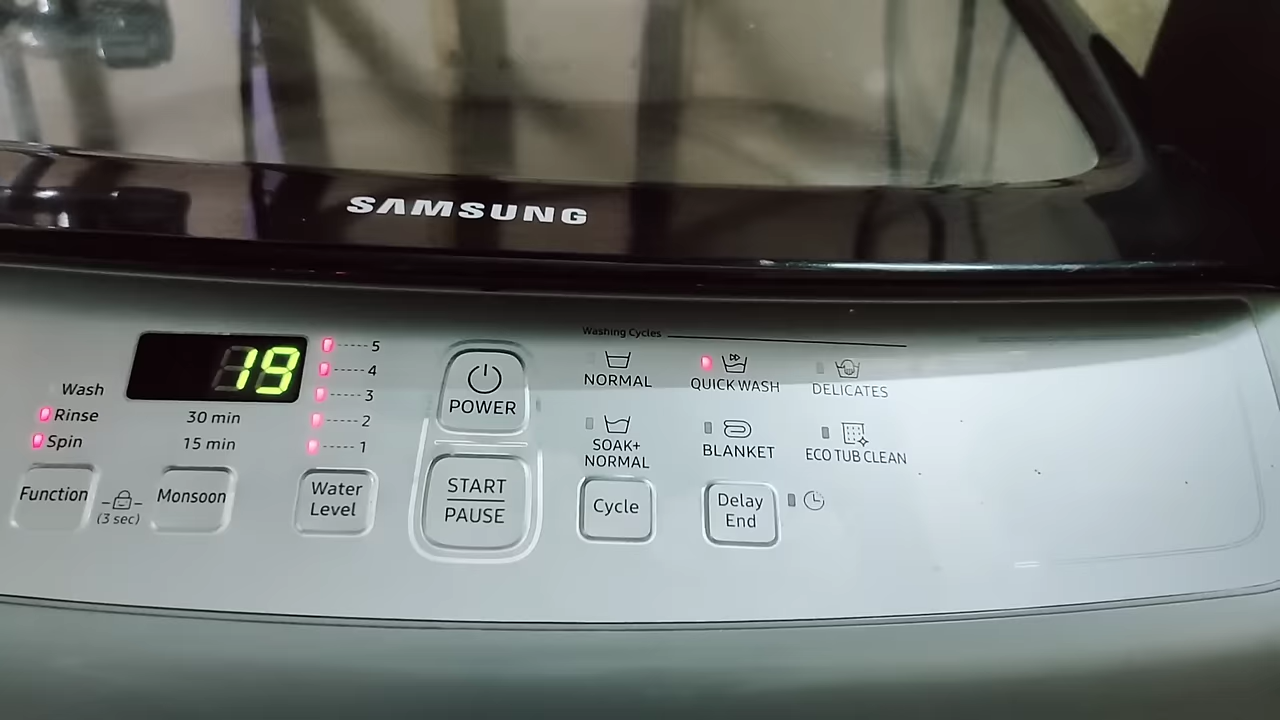 SAMSUNG
19
Wash
Rinse
Spin
30 min
15 min
5
4
3
2
1
Function
(3 sec)
Monsoon
Water
Level
POWER
START
PAUSE
Washing Cycles
NORMAL
QUICK WASH
DELICATES
SOAK+
NORMAL
BLANKET
ECO TUB CLEAN
Cycle
Delay
End